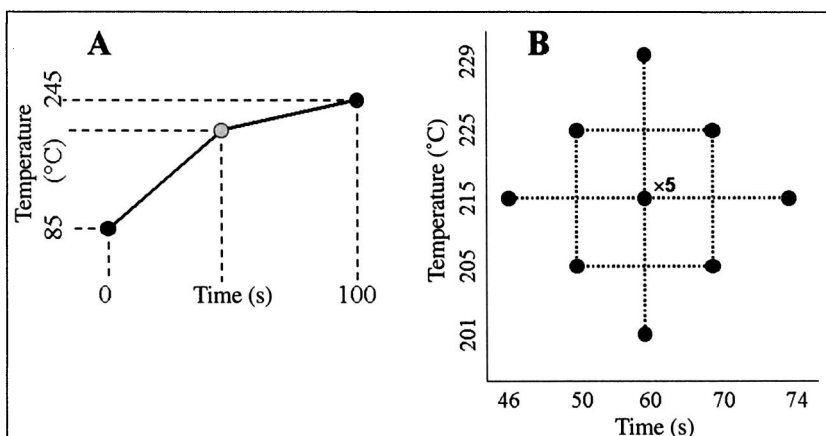 A
Temperature
(°C)
245
85
0
Time (s)
100
B
Temperature (°C)
229
225
215
205
201
×5
46
50
60
70
74
Time (s)